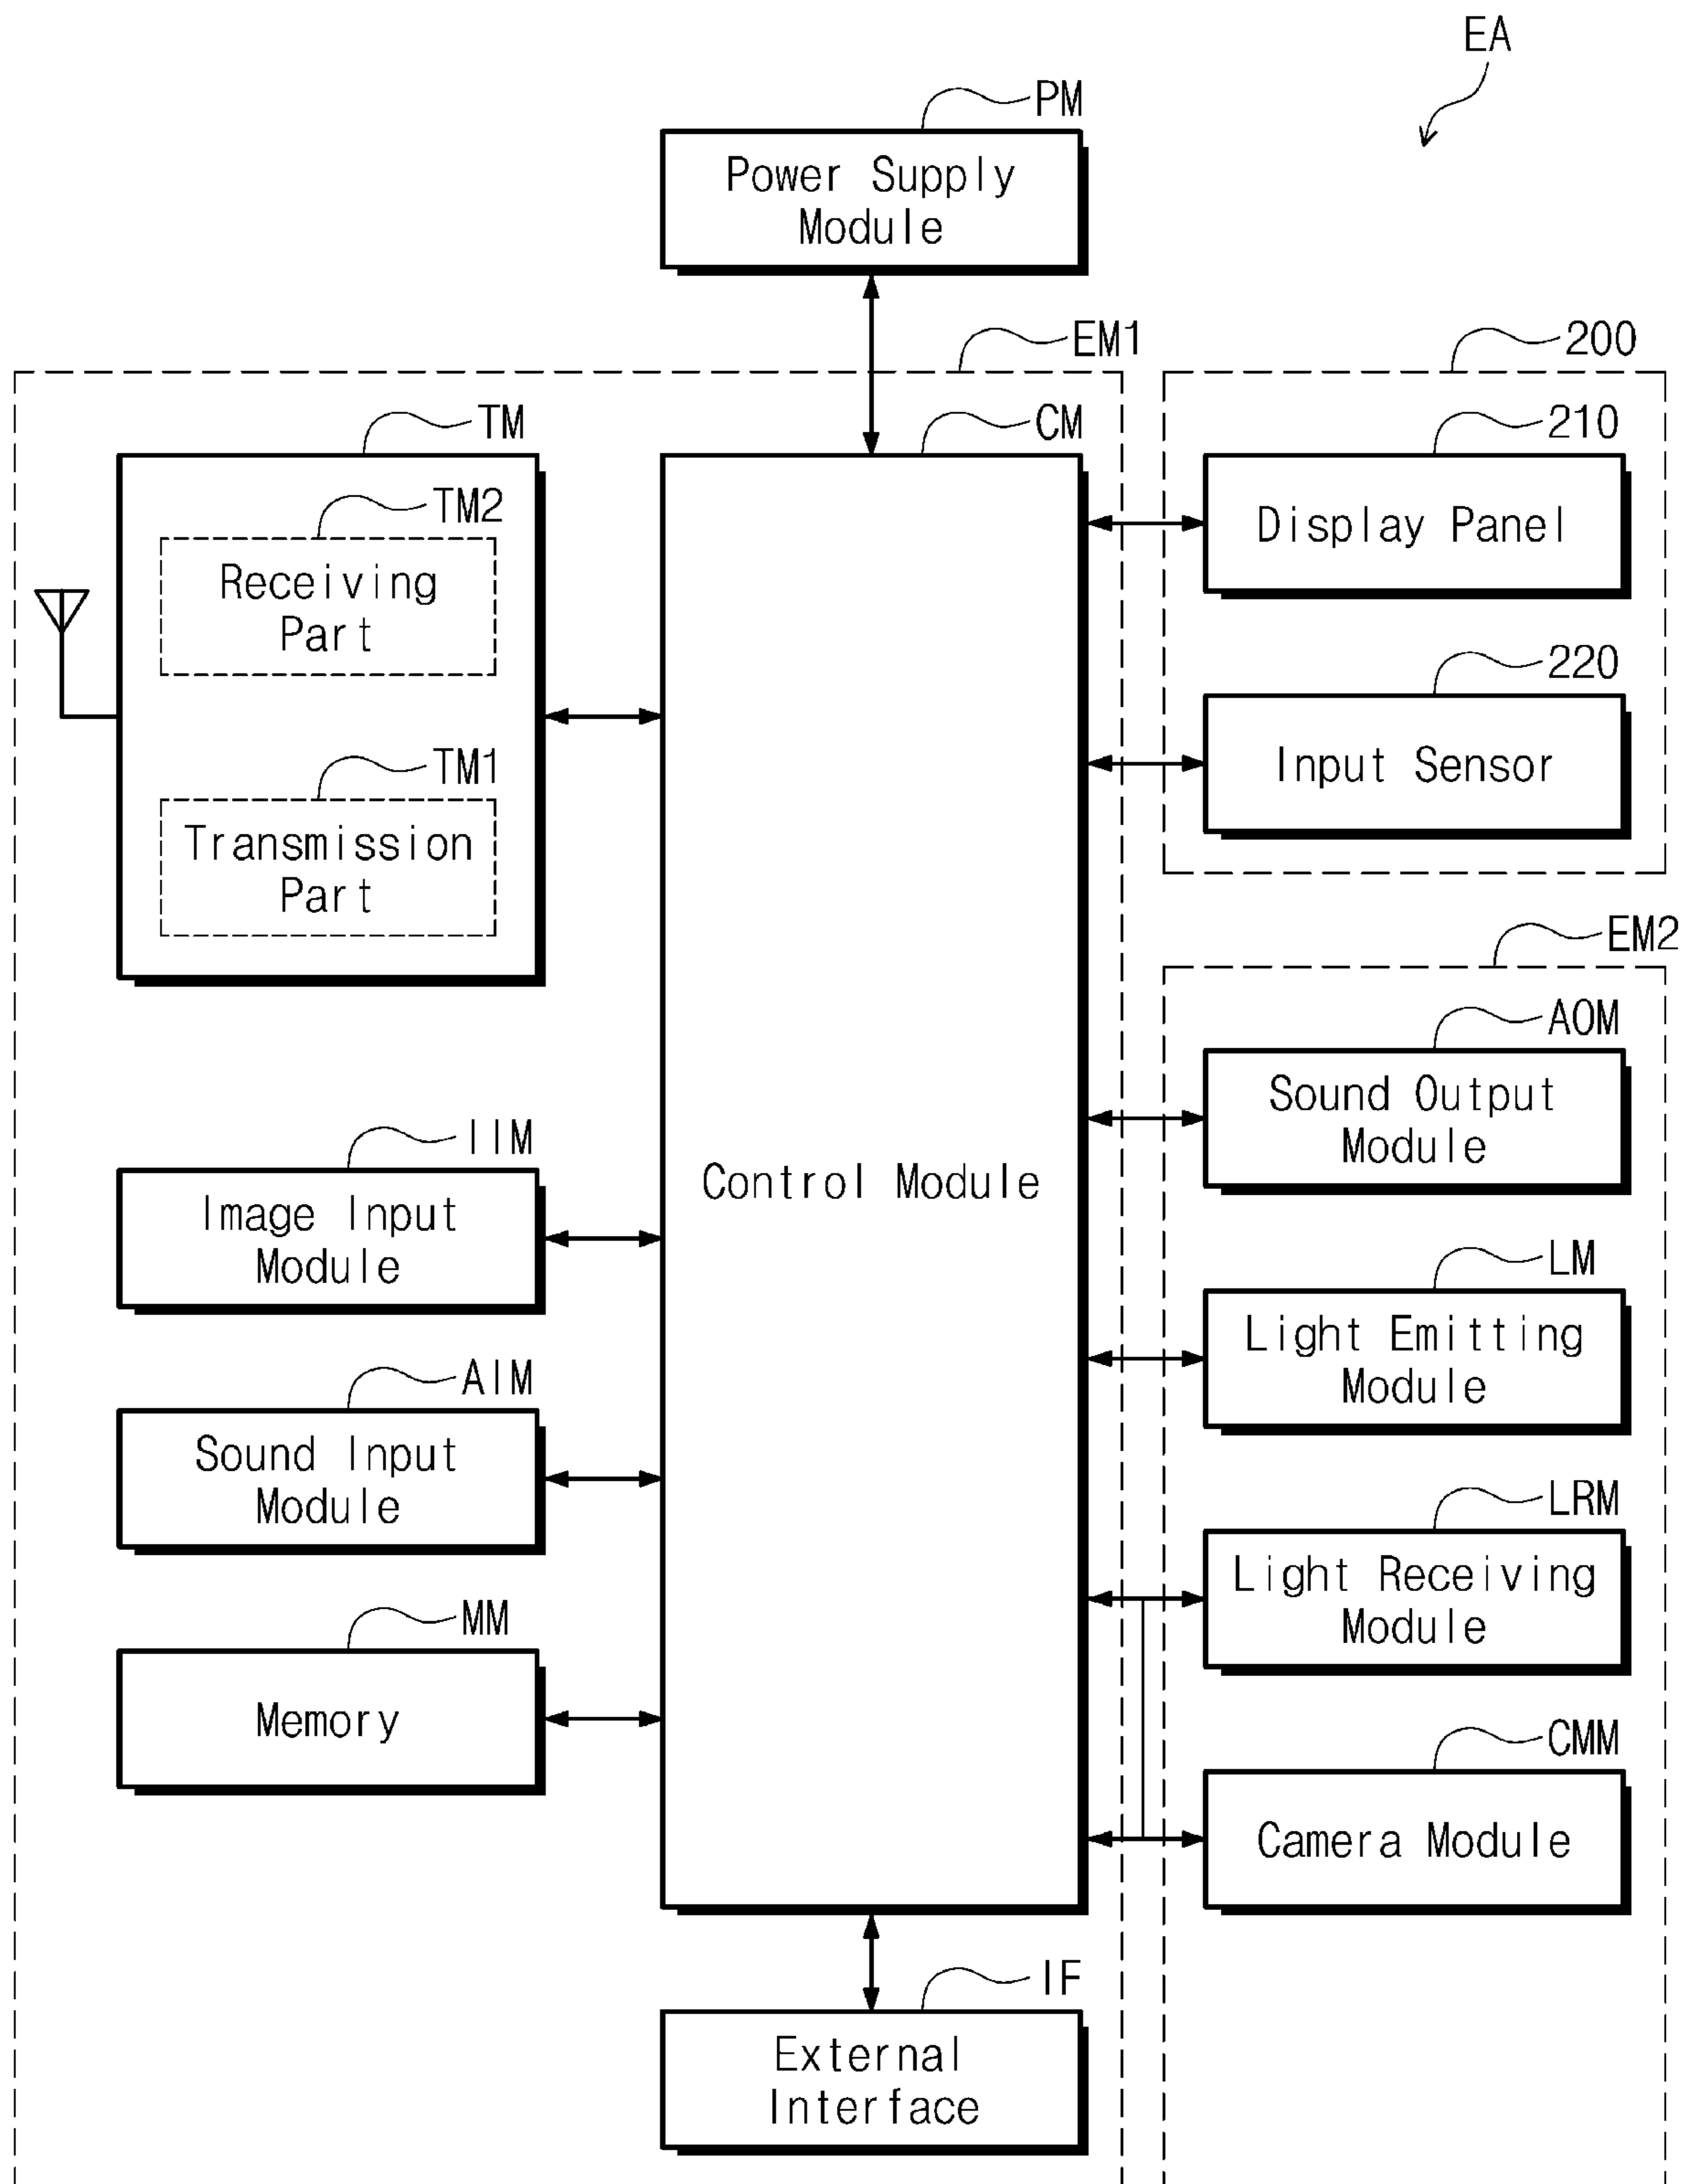 EA
PM
Power Supply
Module
EM1
200
TM
CM
210
TM2
Display Panel
Receiving
Part
220
TM1
Input Sensor
Transmission
Part
EM2
AOM
Sound Output
Module
IIM
Control Module
Image Input
Module
LM
Light Emitting
Module
AIM
Sound Input
Module
LRM
Light Receiving
Module
MM
Memory
CMM
Camera Module
IF
External
Interface